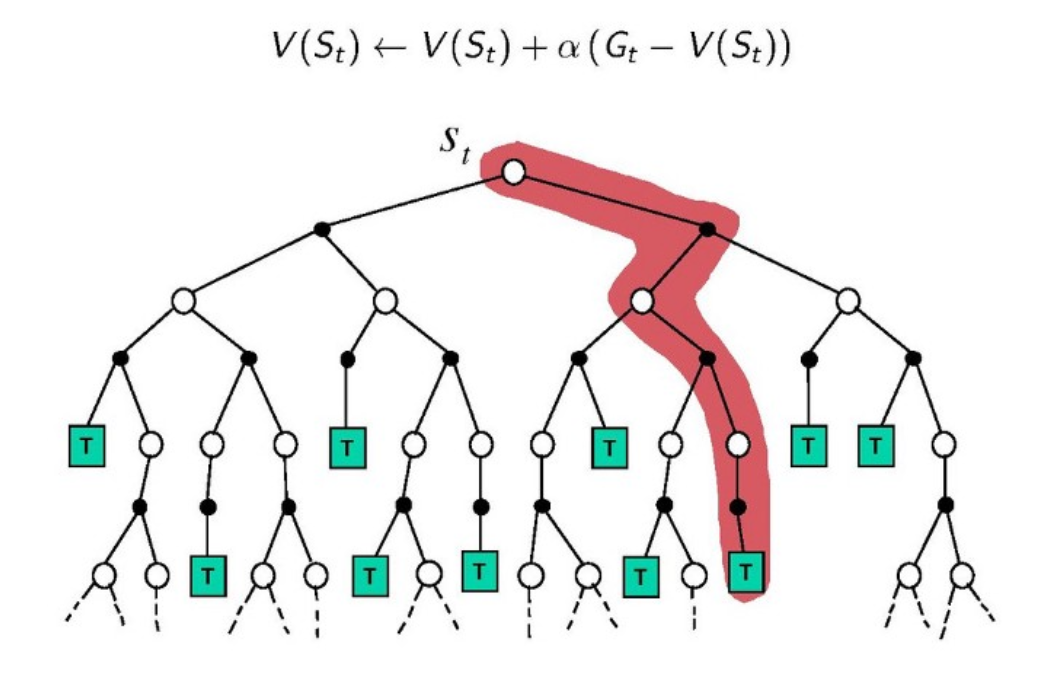 V(S_t) ← V(S_t) + α (G_t − V(S_t))
S_t
T T T T T
T T T T T